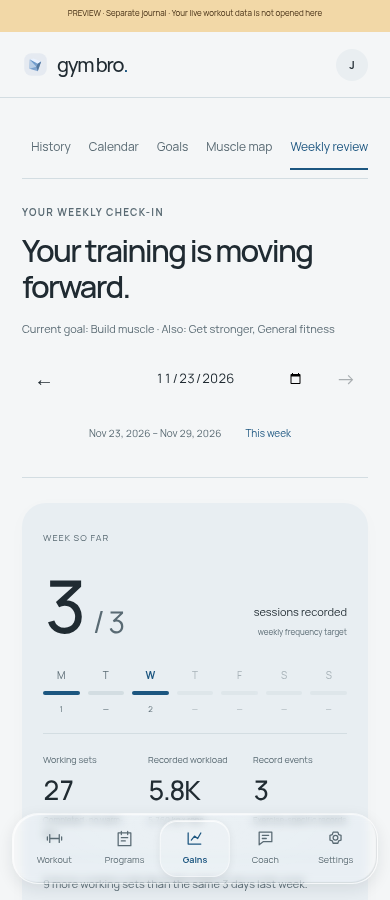 PREVIEW · Separate journal · Your live workout data is not opened here
gym bro.
J
History Calendar Goals Muscle map Weekly review
YOUR WEEKLY CHECK-IN
Your training is moving
forward.
Current goal: Build muscle · Also: Get stronger, General fitness
← 11/23/2026 →
Nov 23, 2026 – Nov 29, 2026 This week
WEEK SO FAR
3 / 3
sessions recorded
weekly frequency target
M T W T F S S
1 – 2 – – – –
Working sets Recorded workload Record events
27 5.8K 3
Workout Programs Gains Coach Settings
9 more working sets than the same 3 days last week.